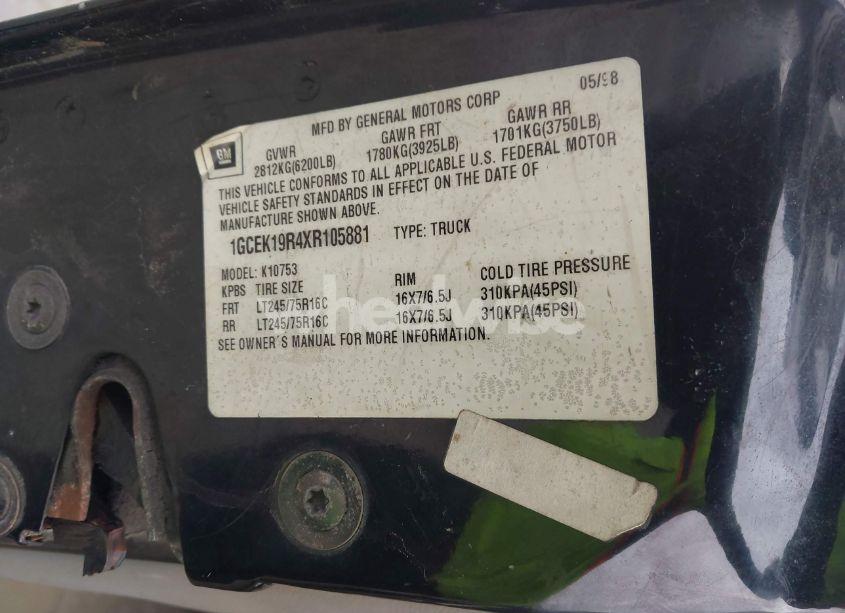 05/98
MFD BY GENERAL MOTORS CORP
GM
GVWR GAWR FRT GAWR RR
2812KG(6200LB) 1780KG(3925LB) 1701KG(3750LB)
THIS VEHICLE CONFORMS TO ALL APPLICABLE U.S. FEDERAL MOTOR
VEHICLE SAFETY STANDARDS IN EFFECT ON THE DATE OF
MANUFACTURE SHOWN ABOVE.
1GCEK19R4XR105881 TYPE: TRUCK
MODEL: K10753
KPBS TIRE SIZE RIM COLD TIRE PRESSURE
FRT LT245/75R16C 16X7/6.5J 310KPA(45PSI)
RR LT245/75R16C 16X7/6.5J 310KPA(45PSI)
SEE OWNER'S MANUAL FOR MORE INFORMATION.